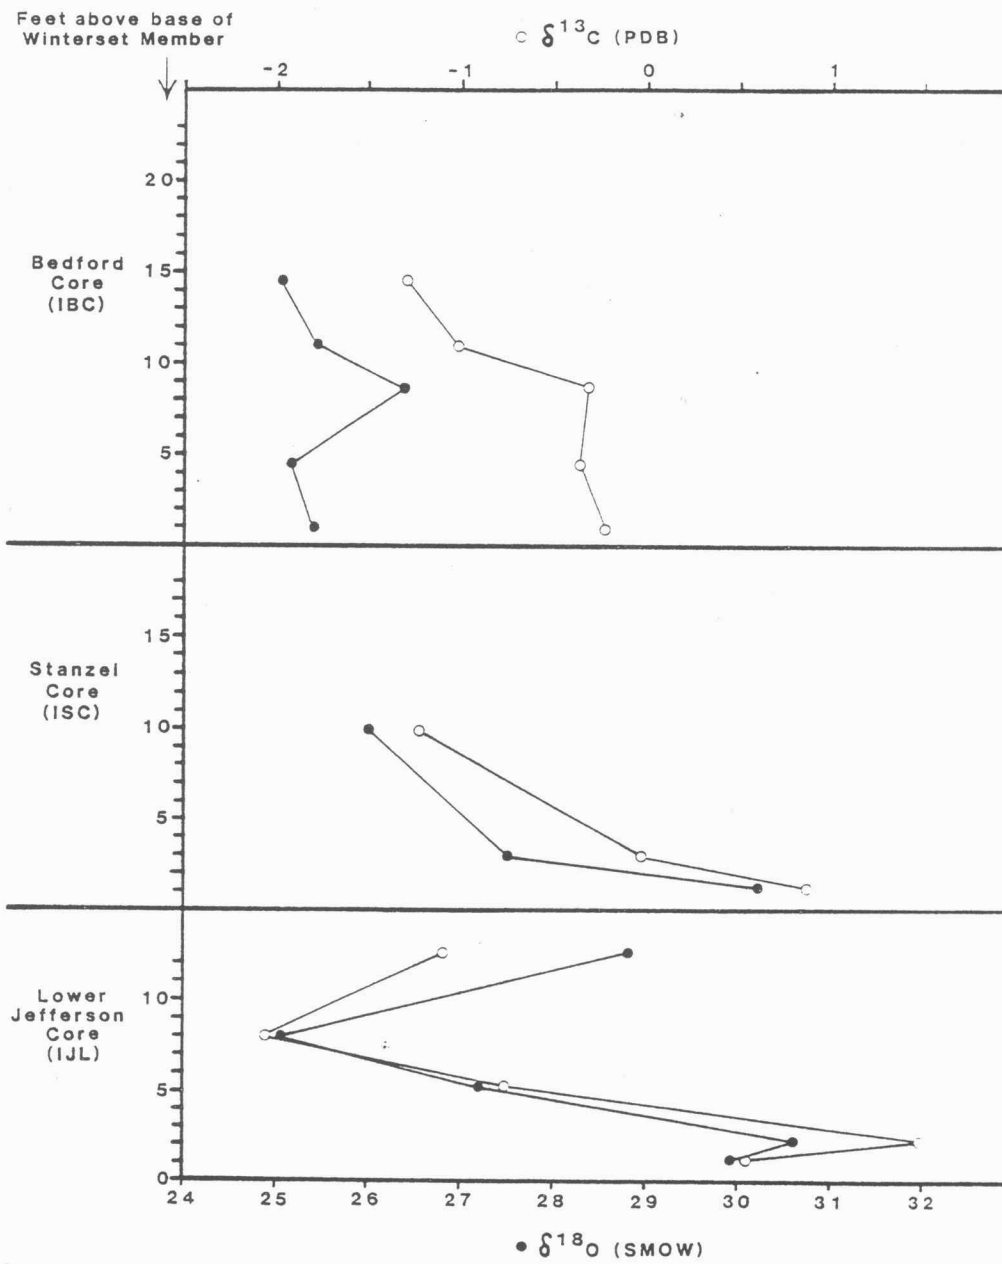 Feet above base of
Winterset Member
○ δ¹³C (PDB)
-2 -1 0 1
20
15
10
5
Bedford
Core
(IBC)
15
10
5
Stanzel
Core
(ISC)
10
5
0
Lower
Jefferson
Core
(IJL)
24 25 26 27 28 29 30 31 32
● δ¹⁸O (SMOW)